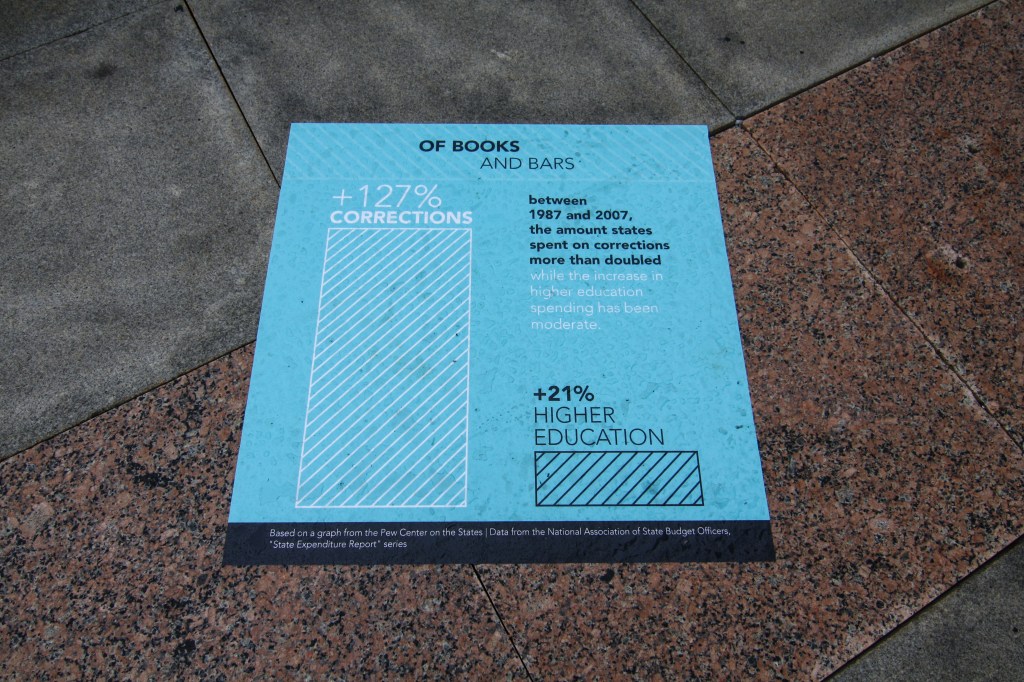 OF BOOKS
AND BARS
+127%
CORRECTIONS
between
1987 and 2007,
the amount states
spent on corrections
more than doubled
while the increase in
higher education
spending has been
moderate.
+21%
HIGHER
EDUCATION
Based on a graph from the Pew Center on the States | Data from the National Association of State Budget Officers,
"State Expenditure Report" series